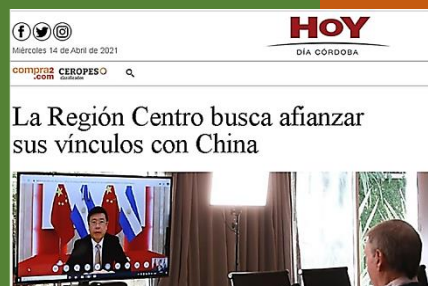 Miércoles 14 de Abril de 2021
HOY
DÍA CÓRDOBA
compra2
.com
CEROPESO
clasificados
La Región Centro busca afianzar
sus vínculos con China